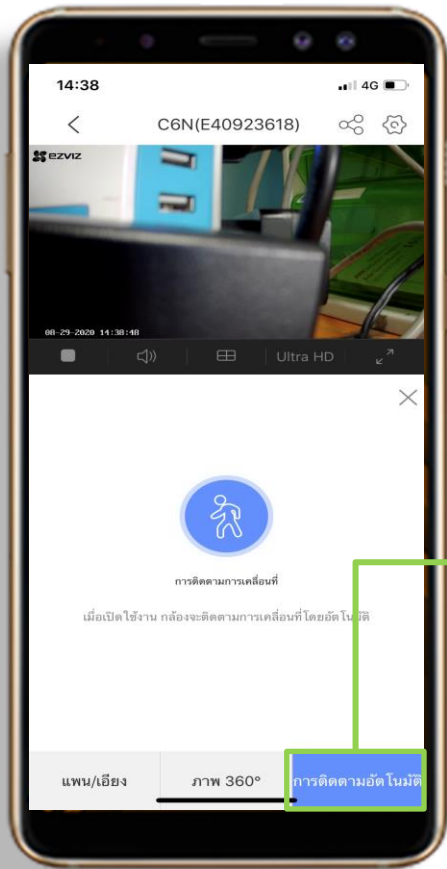 14:38
4G
C6N(E40923618)
ezviz
08-29-2020 14:38:48
Ultra HD
การติดตามการเคลื่อนที่
เมื่อเปิดใช้งาน กล้องจะติดตามการเคลื่อนที่โดยอัตโนมัติ
แพน/เอียง
ภาพ 360°
การติดตามอัตโนมัติ